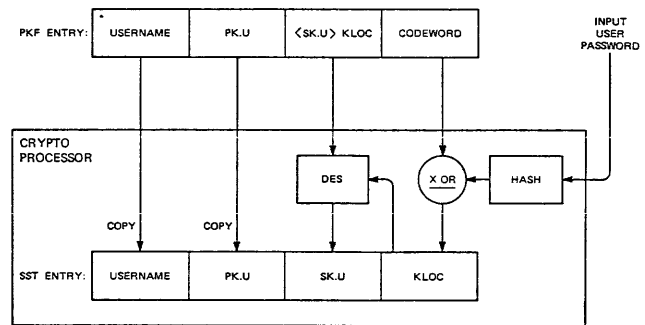 PKF ENTRY:
USERNAME
PK.U
<SK.U> KLOC
CODEWORD
INPUT
USER
PASSWORD
CRYPTO
PROCESSOR
DES
X OR
HASH
COPY
COPY
SST ENTRY:
USERNAME
PK.U
SK.U
KLOC